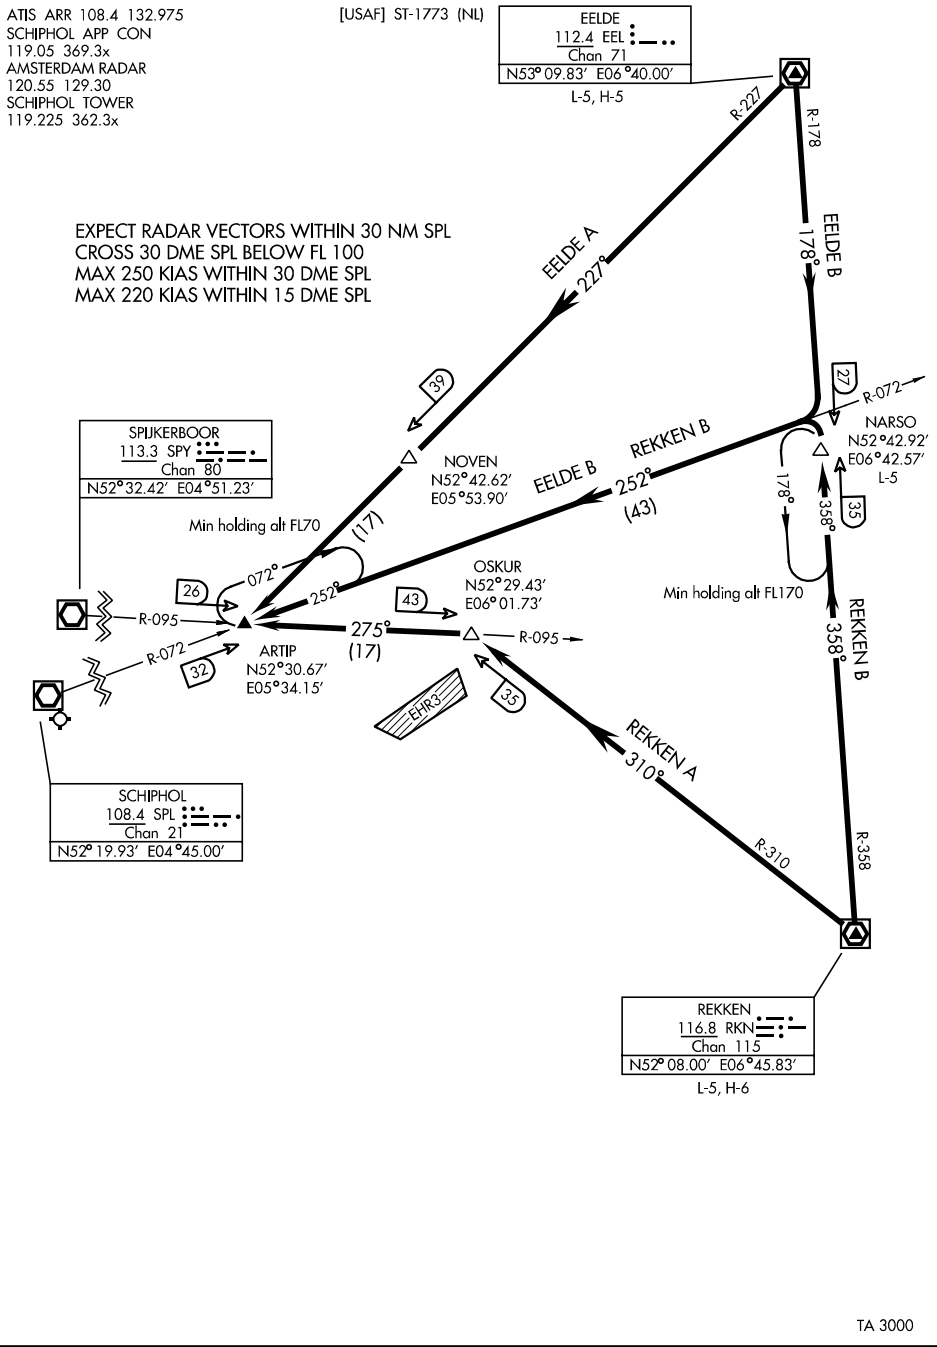 ATIS ARR 108.4 132.975
SCHIPHOL APP CON
119.05 369.3x
AMSTERDAM RADAR
120.55 129.30
SCHIPHOL TOWER
119.225 362.3x
[USAF] ST-1773 (NL)
EELDE
112.4 EEL
Chan 71
N53°09.83' E06°40.00'
L-5, H-5
R-227
R-178
EXPECT RADAR VECTORS WITHIN 30 NM SPL
CROSS 30 DME SPL BELOW FL 100
MAX 250 KIAS WITHIN 30 DME SPL
MAX 220 KIAS WITHIN 15 DME SPL
EELDE A
227°
EELDE B
178°
39
27
R-072
SPIJKERBOOR
113.3 SPY
Chan 80
N52°32.42' E04°51.23'
NOVEN
N52°42.62'
E05°53.90'
EELDE B
REKKEN B
252°
(43)
NARSO
N52°42.92'
E06°42.57'
L-5
178°
358°
35
Min holding alt FL70
(17)
072°
252°
26
43
OSKUR
N52°29.43'
E06°01.73'
Min holding alt FL170
R-095
275°
(17)
R-095
R-072
32
ARTIP
N52°30.67'
E05°34.15'
EHR3
35
REKKEN B
358°
REKKEN A
310°
SCHIPHOL
108.4 SPL
Chan 21
N52°19.93' E04°45.00'
R-310
R-358
REKKEN
116.8 RKN
Chan 115
N52°08.00' E06°45.83'
L-5, H-6
TA 3000